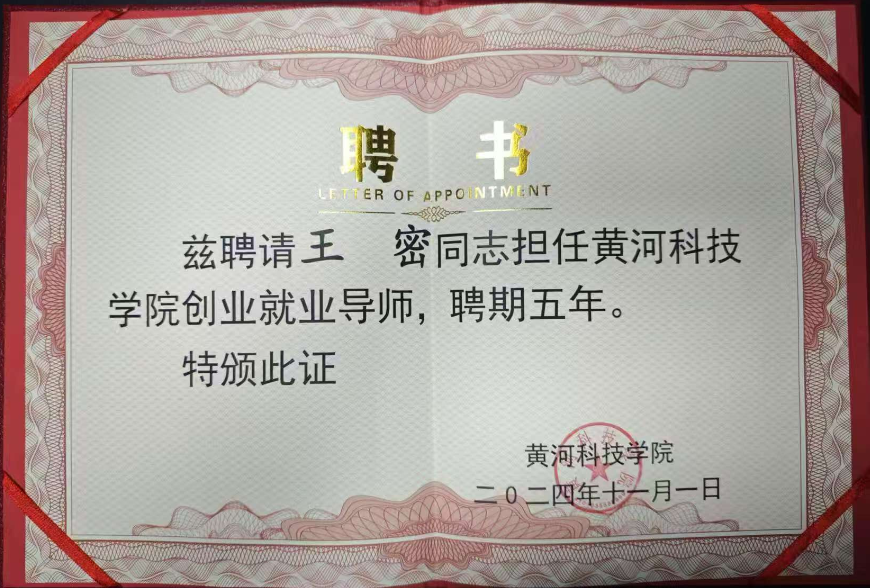 聘 书
LETTER OF APPOINTMENT
兹聘请王 密同志担任黄河科技
学院创业就业导师，聘期五年。
特颁此证
黄河科技学院
二0二四年十一月一日